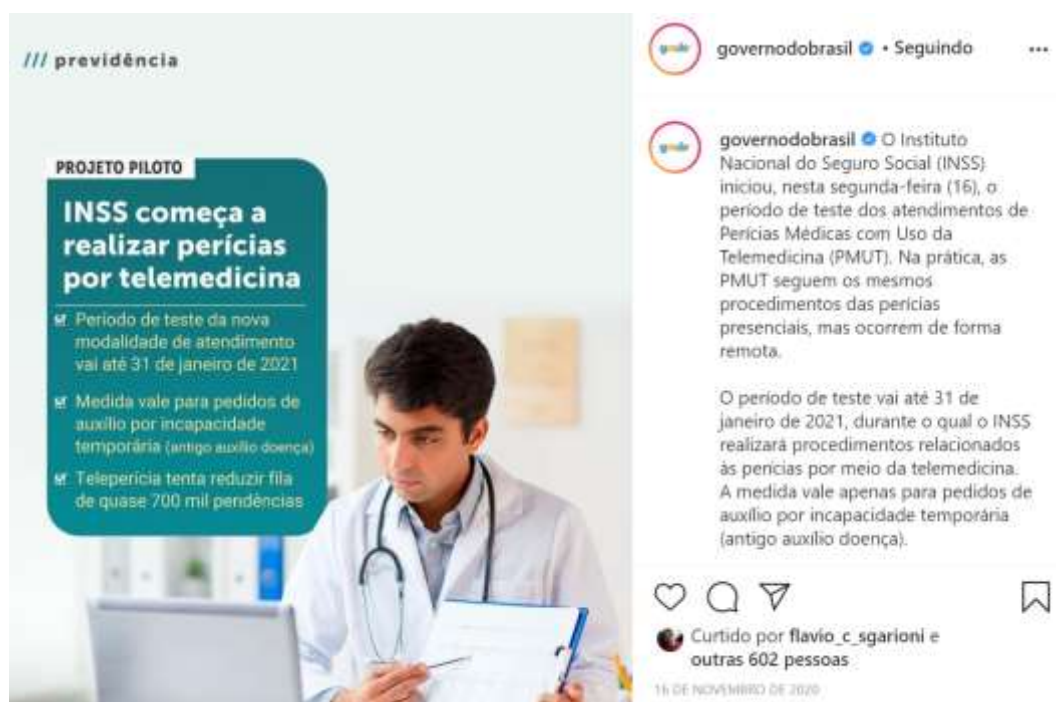 /// previdência
PROJETO PILOTO
INSS começa a
realizar perícias
por telemedicina
Período de teste da nova
modalidade de atendimento
vai até 31 de janeiro de 2021
Medida vale para pedidos de
auxílio por incapacidade
temporária (antigo auxílio doença)
Teleperícia tenta reduzir fila
de quase 700 mil pendências
governodobrasil • Seguindo
governodobrasil O Instituto
Nacional do Seguro Social (INSS)
iniciou, nesta segunda-feira (16), o
período de teste dos atendimentos de
Perícias Médicas com Uso da
Telemedicina (PMUT). Na prática, as
PMUT seguem os mesmos
procedimentos das perícias
presenciais, mas ocorrem de forma
remota.
O período de teste vai até 31 de
janeiro de 2021, durante o qual o INSS
realizará procedimentos relacionados
às perícias por meio da telemedicina.
A medida vale apenas para pedidos de
auxílio por incapacidade temporária
(antigo auxílio doença).
Curtido por flavio_c_sgarioni e
outras 602 pessoas
16 DE NOVEMBRO DE 2020